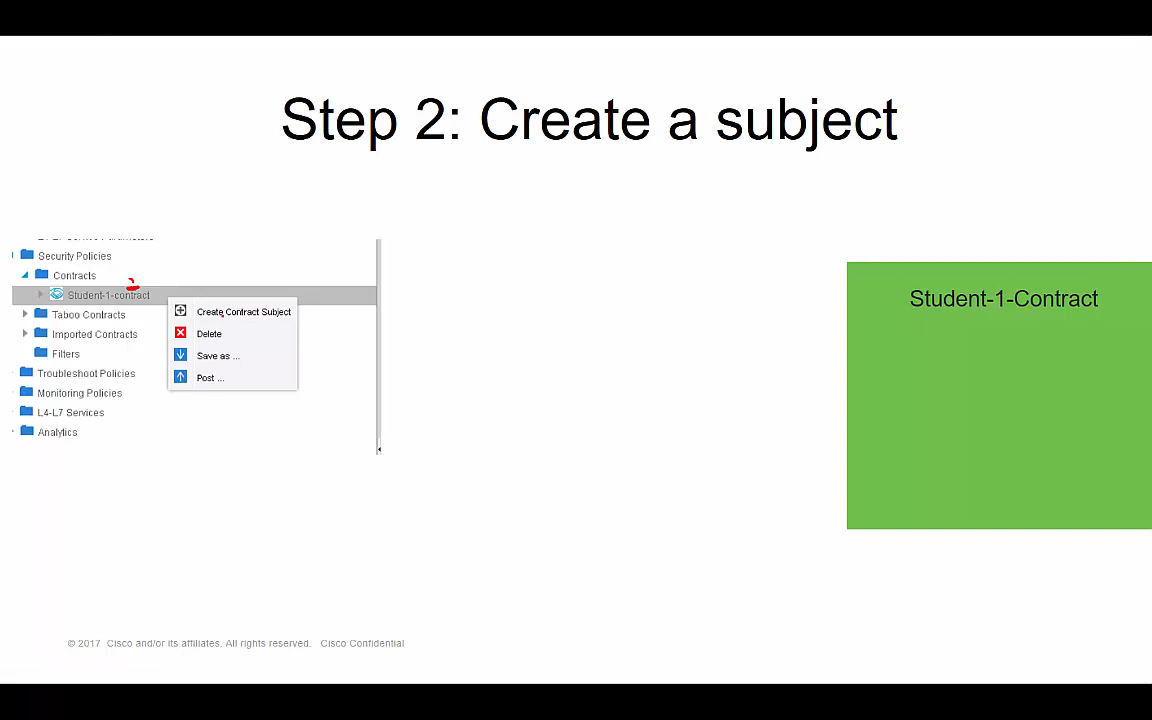 Step 2: Create a subject
Security Policies
Contracts
Student-1-contract
Taboo Contracts
Imported Contracts
Filters
Troubleshoot Policies
Monitoring Policies
L4-L7 Services
Analytics
Create Contract Subject
Delete
Save as ...
Post ...
Student-1-Contract
© 2017 Cisco and/or its affiliates. All rights reserved. Cisco Confidential